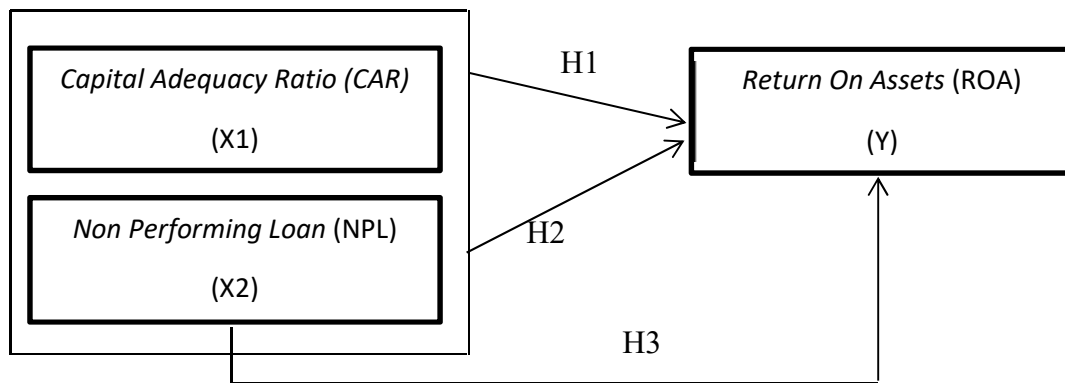 Capital Adequacy Ratio (CAR)
(X1)
Non Performing Loan (NPL)
(X2)
H1
H2
H3
Return On Assets (ROA)
(Y)